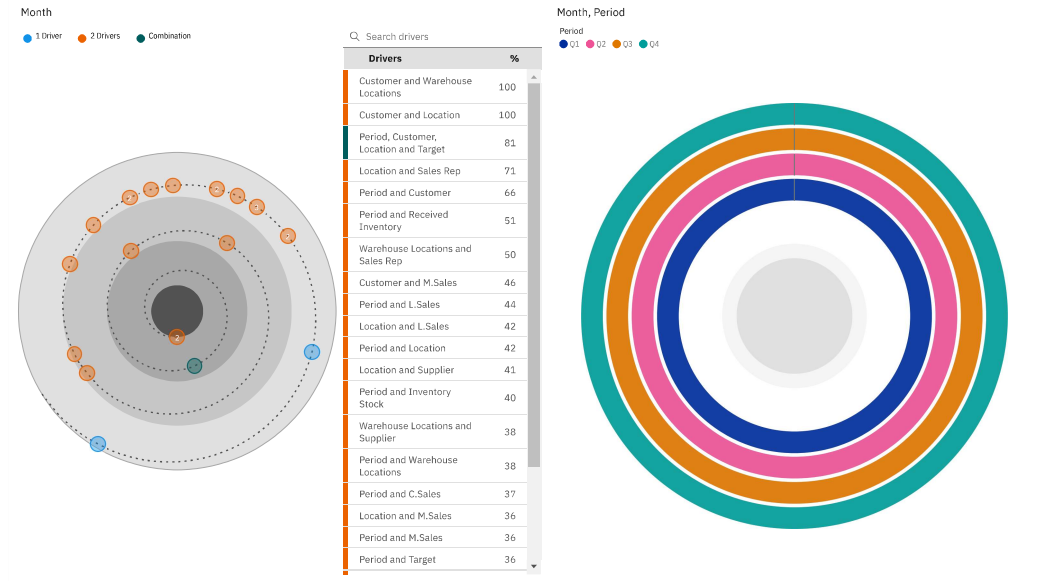 Month
1 Driver
2 Drivers
Combination
Search drivers
Drivers %
Customer and Warehouse
Locations
100
Customer and Location 100
Period, Customer,
Location and Target
81
Location and Sales Rep 71
Period and Customer 66
Period and Received
Inventory
51
Warehouse Locations and
Sales Rep
50
Customer and M.Sales 46
Period and L.Sales 44
Location and L.Sales 42
Period and Location 42
Location and Supplier 41
Period and Inventory
Stock
40
Warehouse Locations and
Supplier
38
Period and Warehouse
Locations
38
Period and C.Sales 37
Location and M.Sales 36
Period and M.Sales 36
Period and Target 36
2
Month, Period
Period
Q1 Q2 Q3 Q4